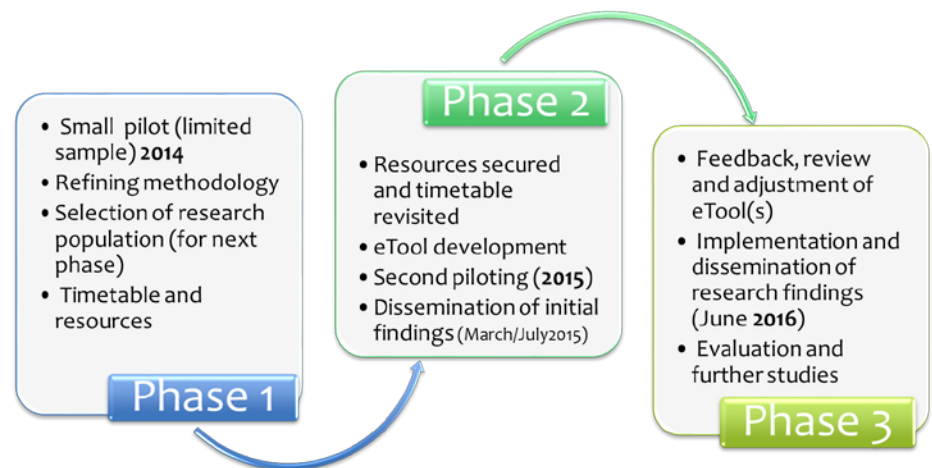 • Small pilot (limited
sample) 2014
• Refining methodology
• Selection of research
population (for next
phase)
• Timetable and
resources
Phase 1
Phase 2
• Resources secured
and timetable
revisited
• eTool development
• Second piloting (2015)
• Dissemination of initial
findings (March/July2015)
• Feedback, review
and adjustment of
eTool(s)
• Implementation and
dissemination of
research findings
(June 2016)
• Evaluation and
further studies
Phase 3